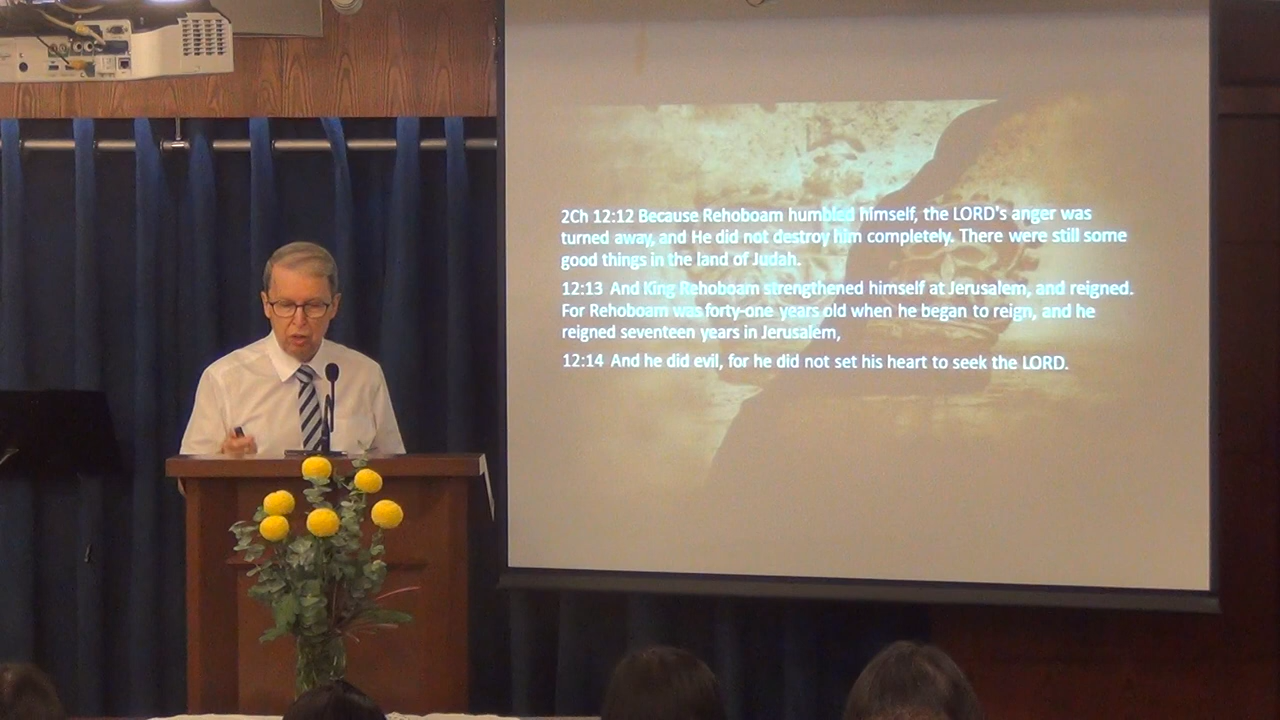 2Ch 12:12 Because Rehoboam humbled himself, the LORD's anger was
turned away, and He did not destroy him completely. There were still some
good things in the land of Judah.
12:13 And King Rehoboam strengthened himself at Jerusalem, and reigned.
For Rehoboam was forty-one years old when he began to reign, and he
reigned seventeen years in Jerusalem,
12:14 And he did evil, for he did not set his heart to seek the LORD.